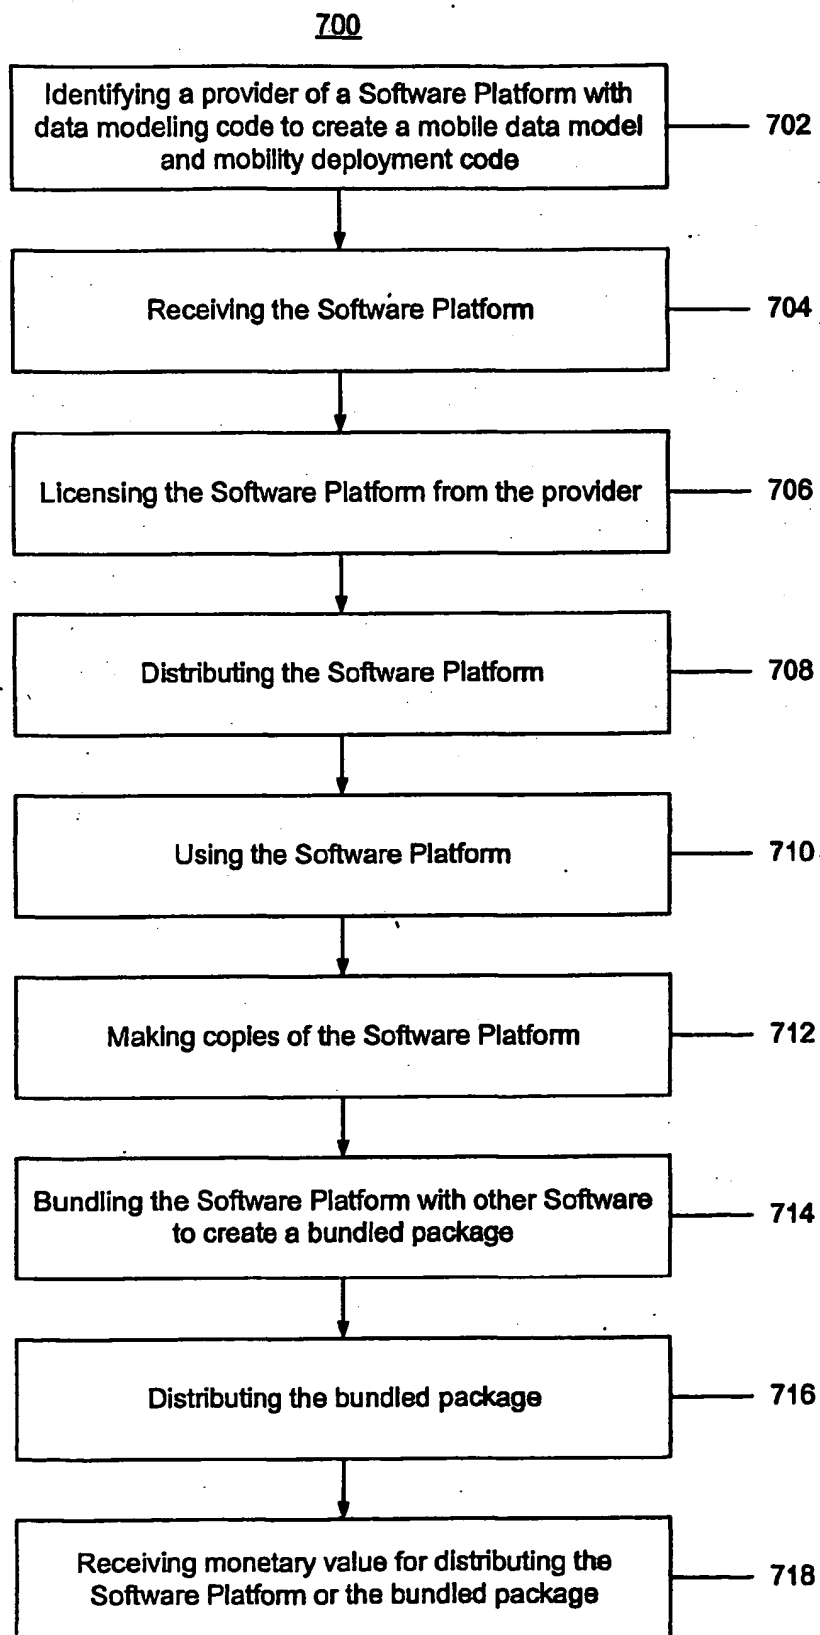 700
Identifying a provider of a Software Platform with
data modeling code to create a mobile data model
and mobility deployment code
702
Receiving the Software Platform
704
Licensing the Software Platform from the provider
706
Distributing the Software Platform
708
Using the Software Platform
710
Making copies of the Software Platform
712
Bundling the Software Platform with other Software
to create a bundled package
714
Distributing the bundled package
716
Receiving monetary value for distributing the
Software Platform or the bundled package
718